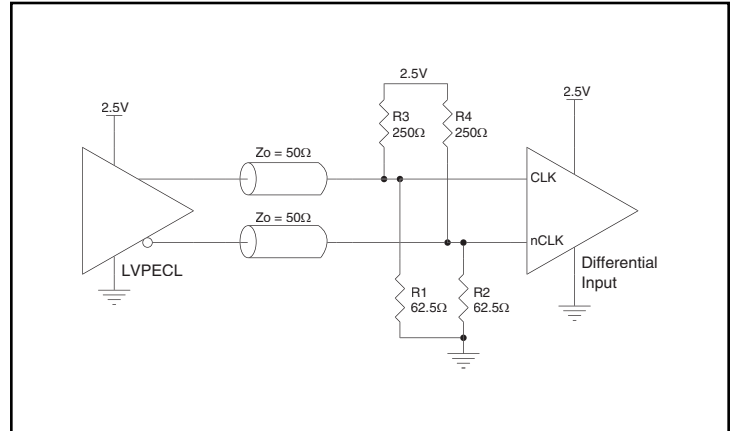 2.5V
2.5V
2.5V
R3
250Ω
R4
250Ω
Zo = 50Ω
CLK
Zo = 50Ω
nCLK
LVPECL
Differential
Input
R1
62.5Ω
R2
62.5Ω